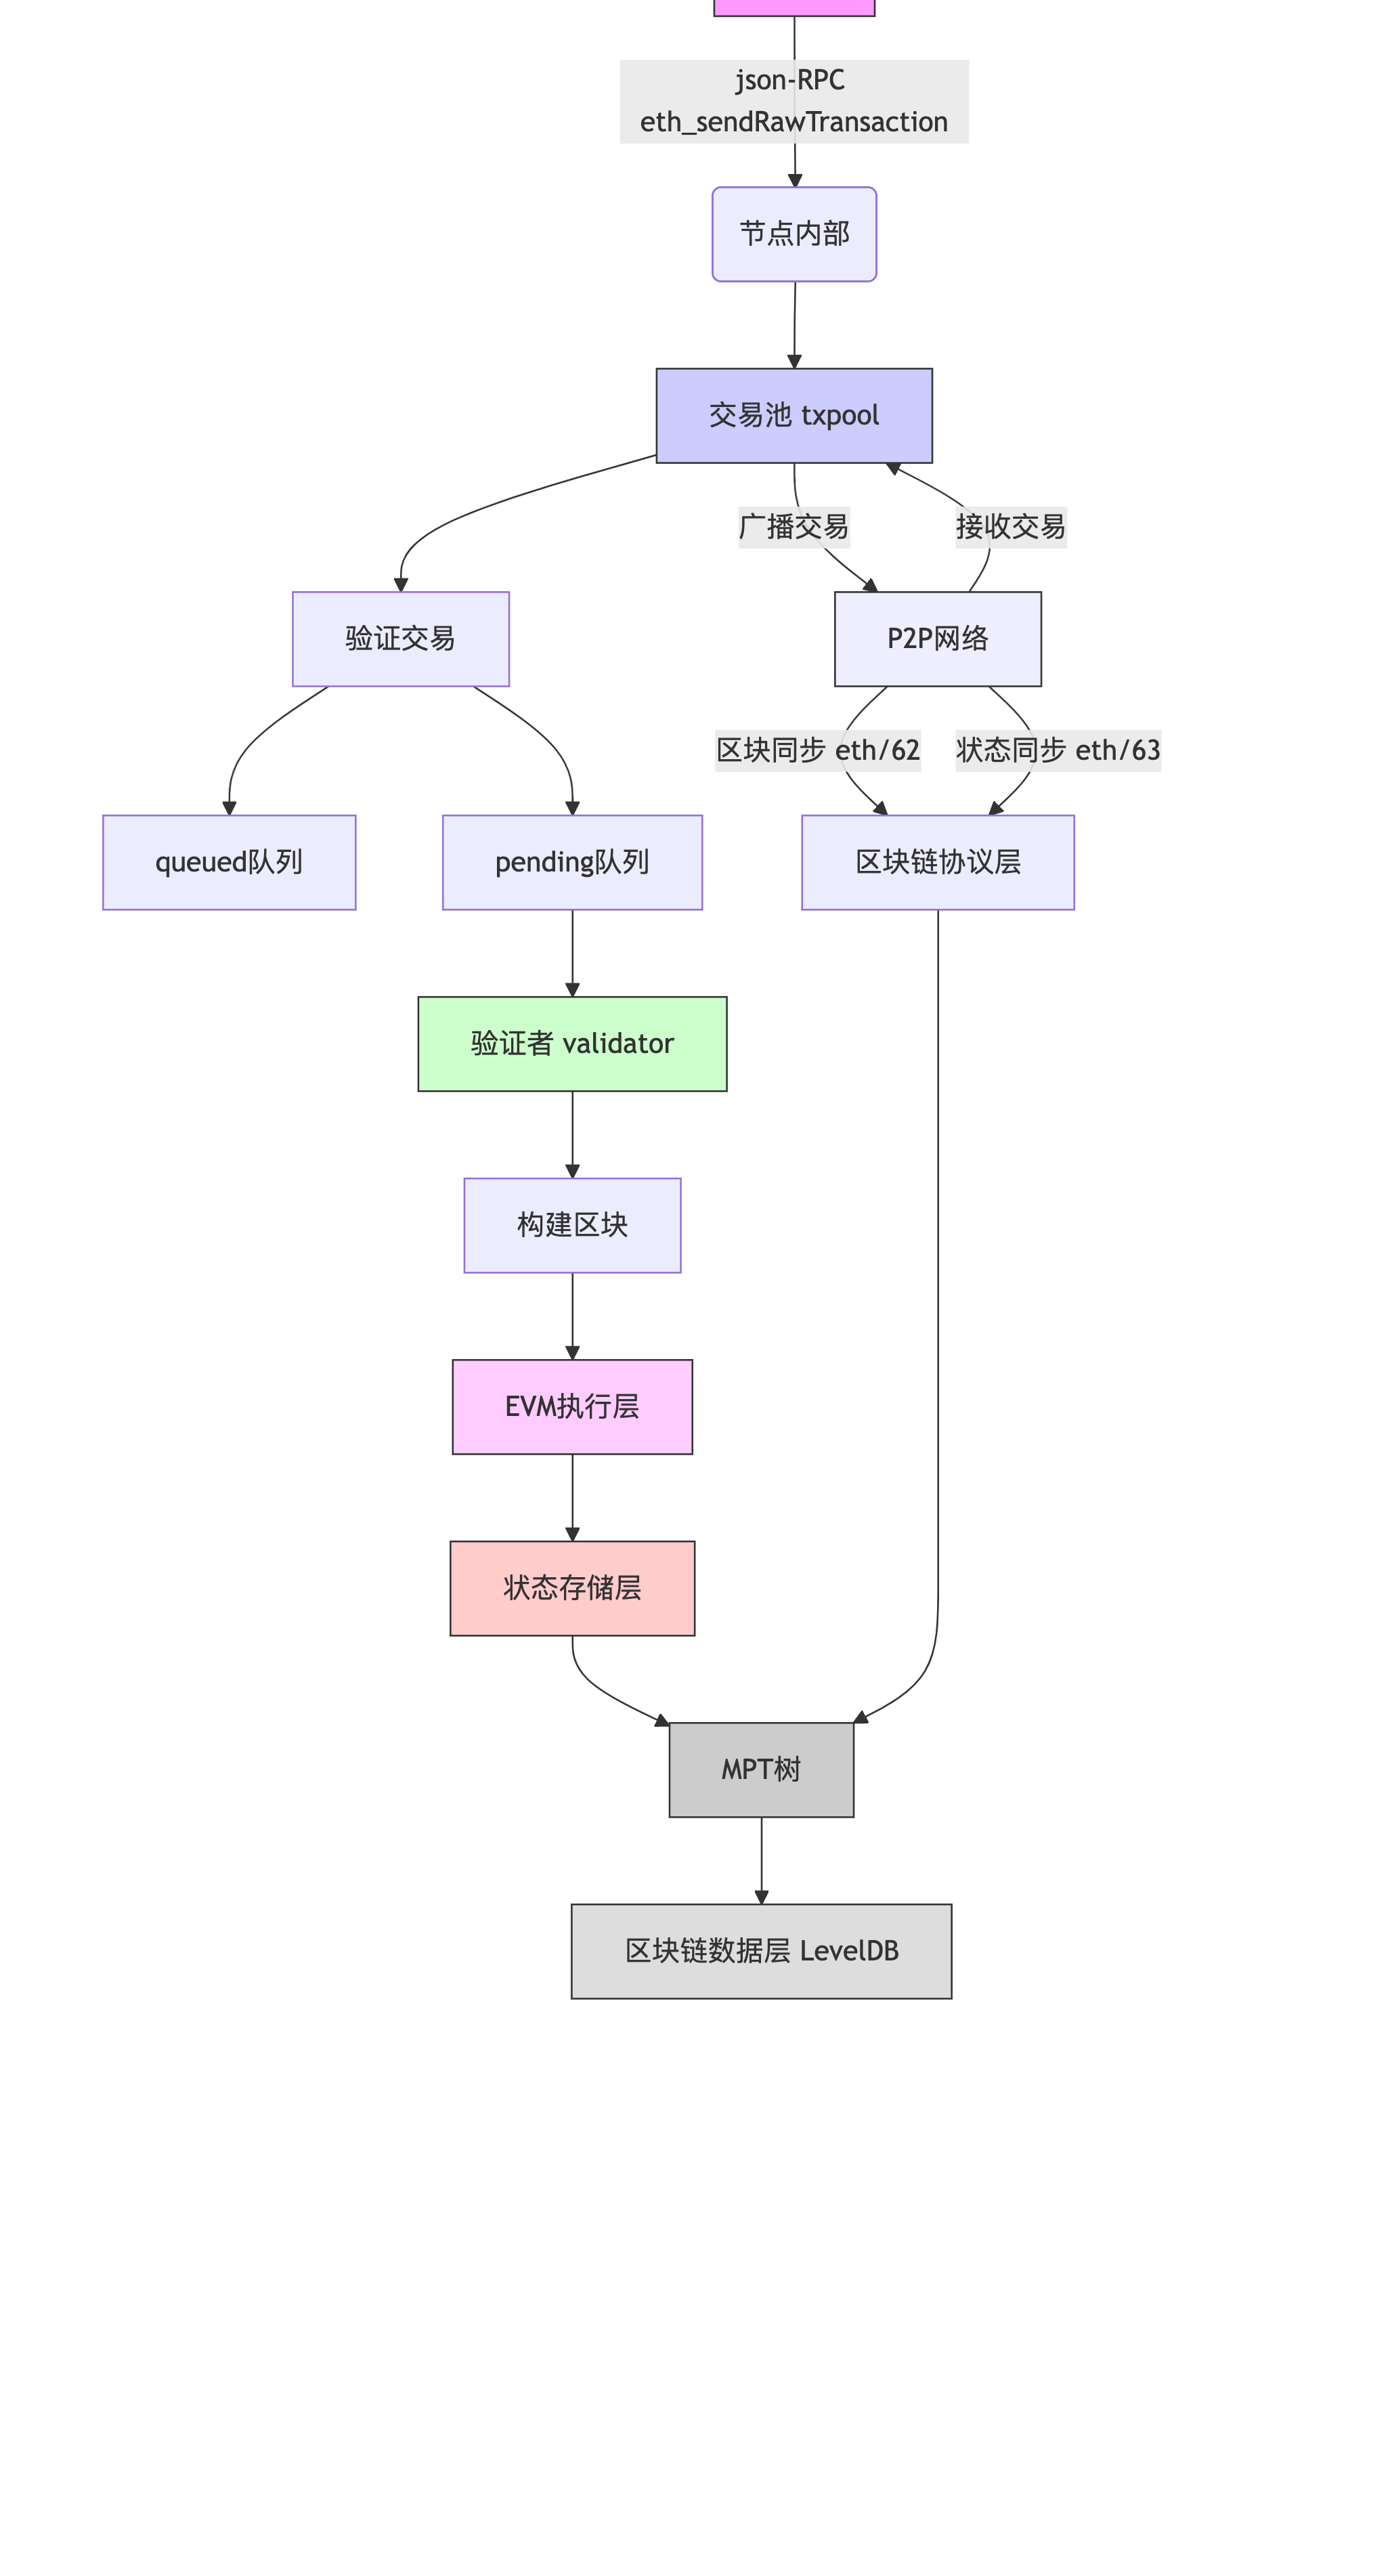 json-RPC
eth_sendRawTransaction
节点内部
交易池 txpool
广播交易
接收交易
验证交易
P2P网络
区块同步 eth/62
状态同步 eth/63
queued队列
pending队列
区块链协议层
验证者 validator
构建区块
EVM执行层
状态存储层
MPT树
区块链数据层 LevelDB